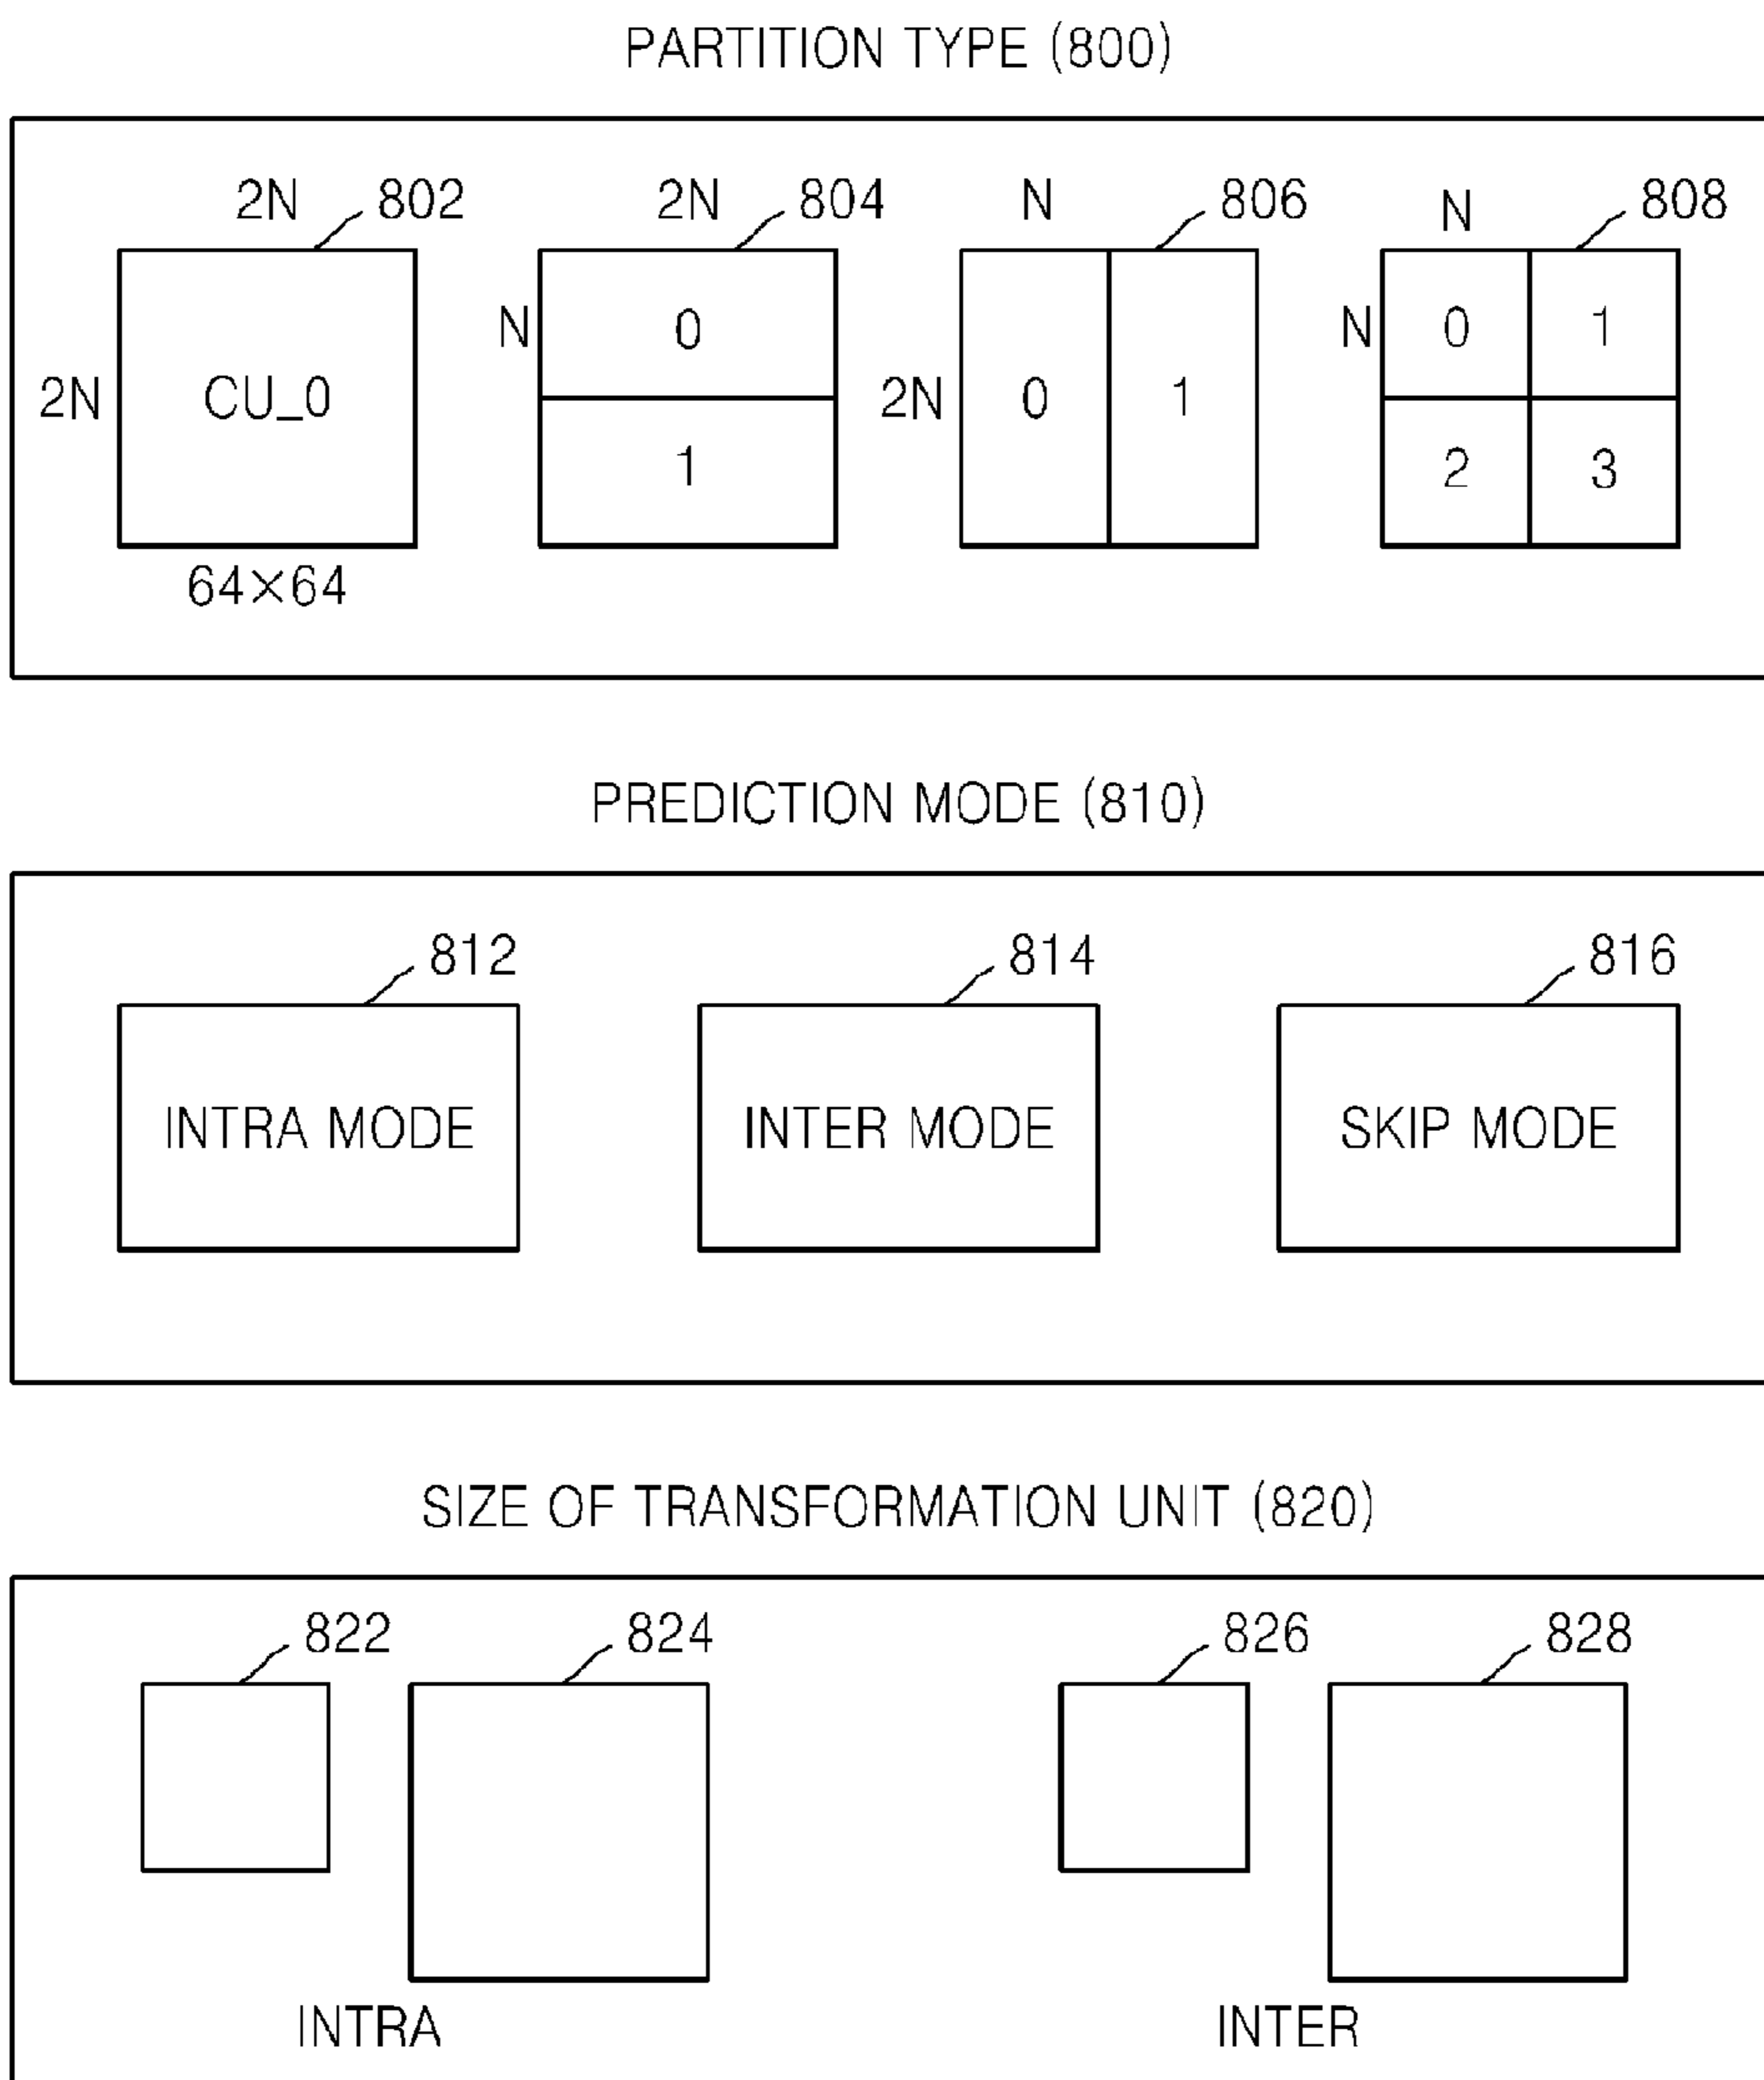 PARTITION TYPE (800)
2N 802 2N 804 N 806 N 808
N 0 N 0 1
2N CU_0 2N 0 1
1 2 3
64×64
PREDICTION MODE (810)
812 814 816
INTRA MODE INTER MODE SKIP MODE
SIZE OF TRANSFORMATION UNIT (820)
822 824 826 828
INTRA INTER